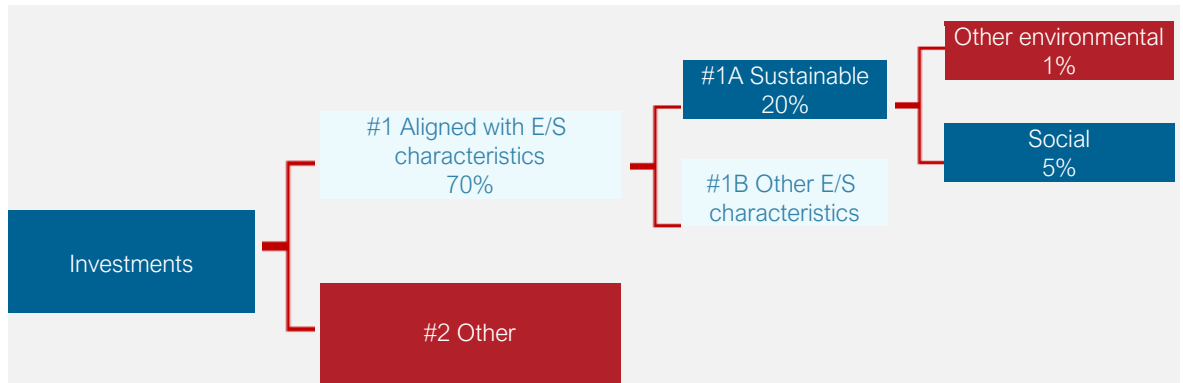 Investments
#1 Aligned with E/S
characteristics
70%
#2 Other
#1A Sustainable
20%
#1B Other E/S
characteristics
Other environmental
1%
Social
5%